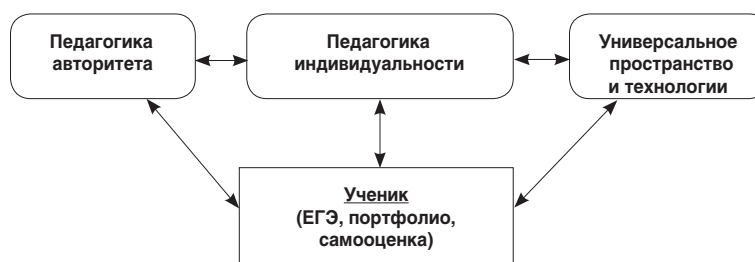 Педагогика
авторитета
Педагогика
индивидуальности
Универсальное
пространство
и технологии
Ученик
(ЕГЭ, портфолио,
самооценка)